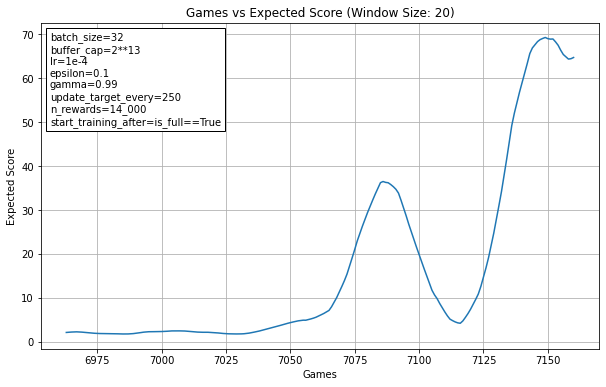 Games vs Expected Score (Window Size: 20)
batch_size=32
buffer_cap=2**13
lr=1e-4
epsilon=0.1
gamma=0.99
update_target_every=250
n_rewards=14_000
start_training_after=is_full==True
Expected Score
70
60
50
40
30
20
10
0
6975
7000
7025
7050
7075
7100
7125
7150
Games